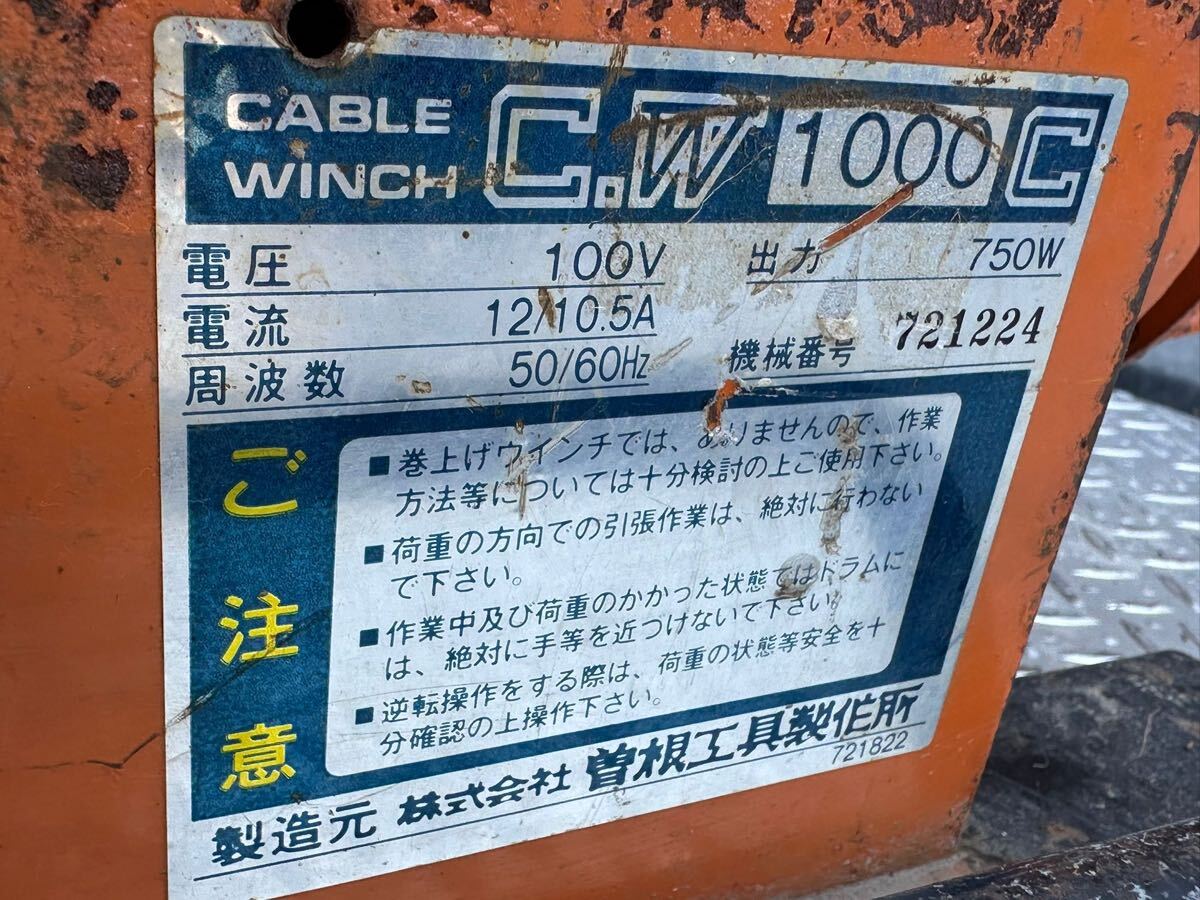 CABLE WINCH C.W 1000 C
電圧 100V 出力 750W
電流 12/10.5A 機械番号 721224
周波数 50/60Hz
ご注意
■巻上げウインチでは、ありませんので、作業
方法等については十分検討の上ご使用下さい。
■荷重の方向での引張作業は、絶対に行わない
で下さい。
■作業中及び荷重のかかった状態ではドラムに
は、絶対に手等を近つけないで下さい。
■逆転操作をする際は、荷重の状態等安全を十
分確認の上操作下さい。
製造元 株式会社 曽根工具製作所
721822